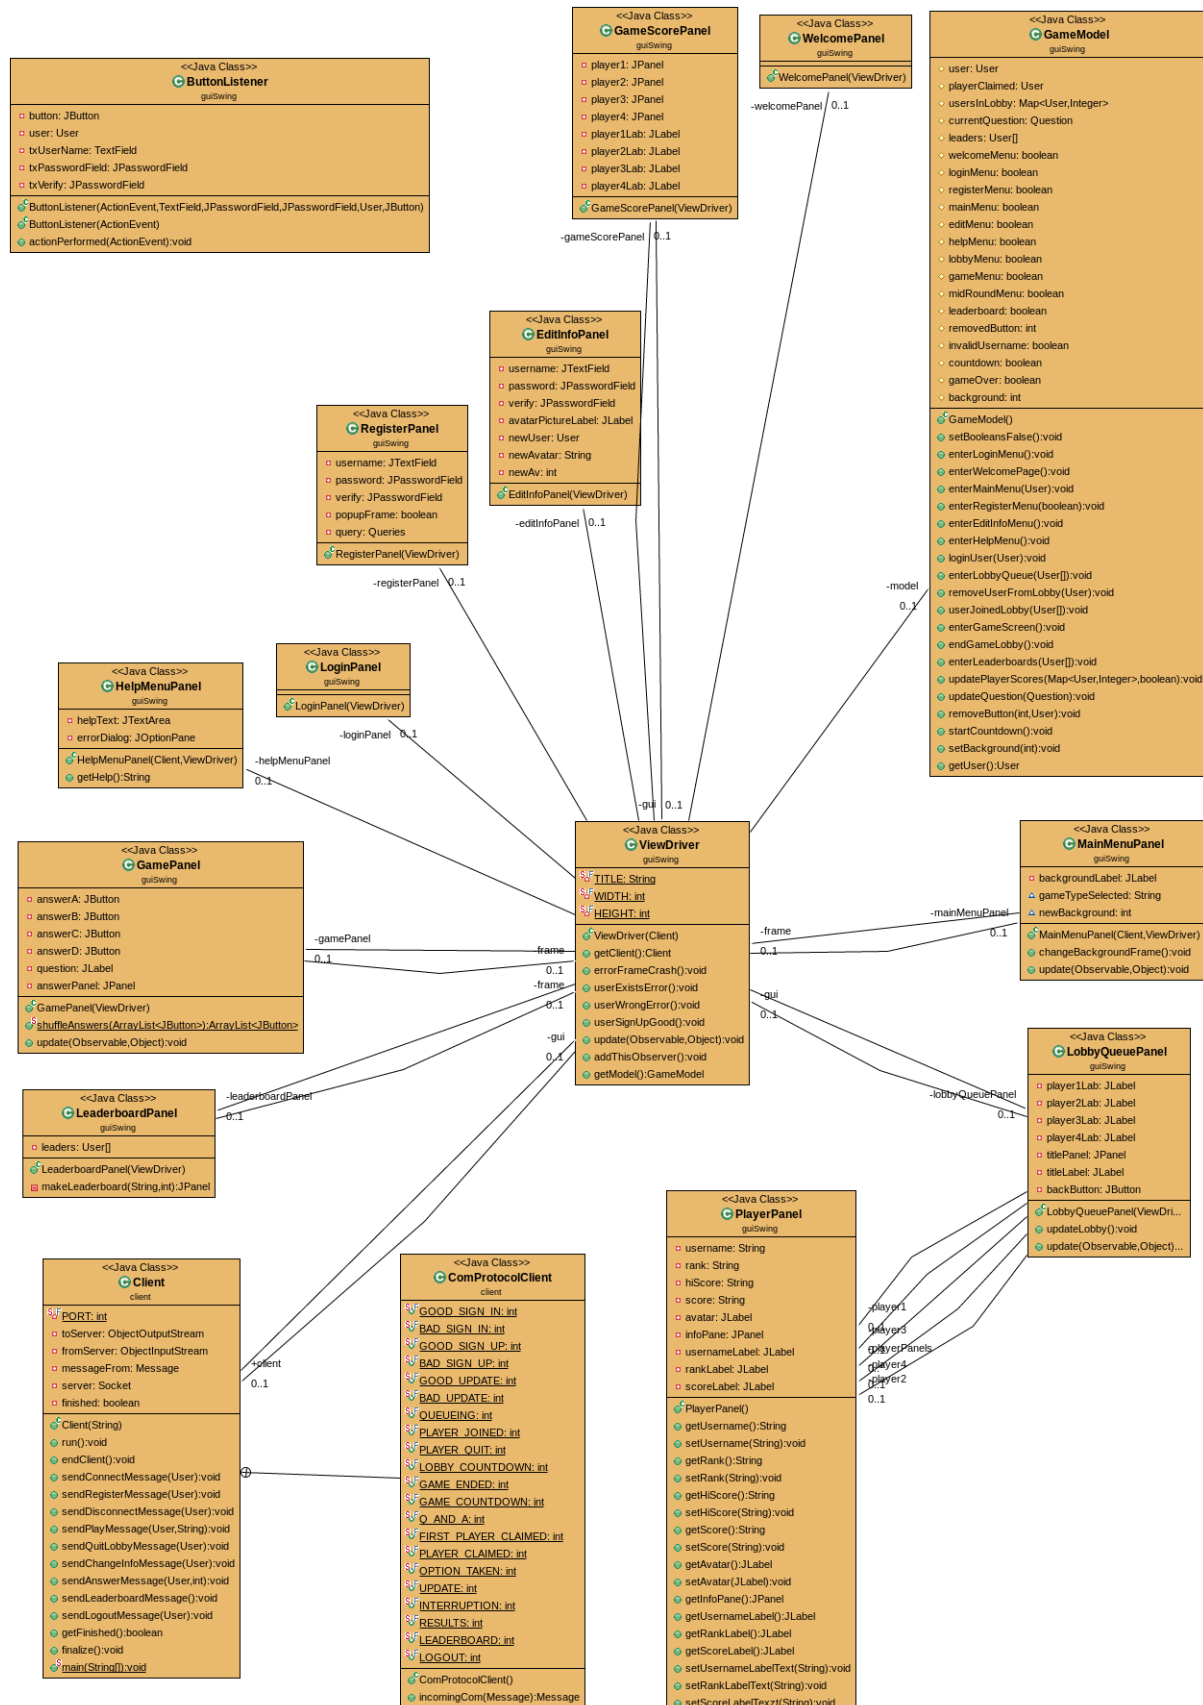 <<Java Class>>
GameScorePanel
guiSwing
player1: JPanel
player2: JPanel
player3: JPanel
player4: JPanel
player1Lab: JLabel
player2Lab: JLabel
player3Lab: JLabel
player4Lab: JLabel
GameScorePanel(ViewDriver)
<<Java Class>>
WelcomePanel
guiSwing
WelcomePanel(ViewDriver)
<<Java Class>>
GameModel
guiSwing
user: User
playerClaimed: User
usersInLobby: Map<User,Integer>
currentQuestion: Question
leaders: User[]
welcomeMenu: boolean
loginMenu: boolean
registerMenu: boolean
mainMenu: boolean
editMenu: boolean
helpMenu: boolean
lobbyMenu: boolean
gameMenu: boolean
midRoundMenu: boolean
leaderboard: boolean
removedButton: int
invalidUsername: boolean
countdown: boolean
gameOver: boolean
background: int
GameModel()
setBooleansFalse():void
enterLoginMenu():void
enterWelcomePage():void
enterMainMenu(User):void
enterRegisterMenu(boolean):void
enterEditInfoMenu():void
enterHelpMenu():void
loginUser(User):void
enterLobbyQueue(User[]):void
removeUserFromLobby(User):void
userJoinedLobby(User[]):void
enterGameScreen():void
endGameLobby():void
enterLeaderboards(User[]):void
updatePlayerScores(Map<User,Integer>,boolean):void
updateQuestion(Question):void
removeButton(int,User):void
startCountdown():void
setBackground(int):void
getUser():User
<<Java Class>>
ButtonListener
guiSwing
button: JButton
user: User
txUserName: TextField
txPasswordField: JPasswordField
txVerify: JPasswordField
ButtonListener(ActionEvent,TextField,JPasswordField,JPasswordField,User,JButton)
ButtonListener(ActionEvent)
actionPerformed(ActionEvent):void
-welcomePanel 0..1
-gameScorePanel 0..1
<<Java Class>>
EditInfoPanel
guiSwing
username: JTextField
password: JPasswordField
verify: JPasswordField
avatarPictureLabel: JLabel
newUser: User
newAvatar: String
newAv: int
EditInfoPanel(ViewDriver)
-editInfoPanel 0..1
<<Java Class>>
RegisterPanel
guiSwing
username: JTextField
password: JPasswordField
verify: JPasswordField
popupFrame: boolean
query: Queries
RegisterPanel(ViewDriver)
-registerPanel 0..1
-model
0..1
<<Java Class>>
LoginPanel
guiSwing
LoginPanel(ViewDriver)
-loginPanel 0..1
<<Java Class>>
HelpMenuPanel
guiSwing
helpText: JTextArea
errorDialog: JOptionPane
HelpMenuPanel(Client,ViewDriver)
getHelp():String
-helpMenuPanel
0..1
-gui 0..1
<<Java Class>>
ViewDriver
guiSwing
TITLE: String
WIDTH: int
HEIGHT: int
ViewDriver(Client)
getClient():Client
errorFrameCrash():void
userExistsError():void
userWrongError():void
userSignUpGood():void
update(Observable,Object):void
addThisObserver():void
getModel():GameModel
<<Java Class>>
MainMenuPanel
guiSwing
backgroundLabel: JLabel
gameTypeSelected: String
newBackground: int
MainMenuPanel(Client,ViewDriver)
changeBackgroundFrame():void
update(Observable,Object):void
-mainMenuPanel
0..1
-frame
0..1
<<Java Class>>
GamePanel
guiSwing
answerA: JButton
answerB: JButton
answerC: JButton
answerD: JButton
question: JLabel
answerPanel: JPanel
GamePanel(ViewDriver)
shuffleAnswers(ArrayList<JButton>):ArrayList<JButton>
update(Observable,Object):void
-gamePanel
0..1
-frame
0..1
-frame
0..1
-gui
0..1
-gui
0..1
<<Java Class>>
LobbyQueuePanel
guiSwing
player1Lab: JLabel
player2Lab: JLabel
player3Lab: JLabel
player4Lab: JLabel
titlePanel: JPanel
titleLabel: JLabel
backButton: JButton
LobbyQueuePanel(ViewDri...
updateLobby():void
update(Observable,Object)...
-lobbyQueuePanel
0..1
<<Java Class>>
LeaderboardPanel
guiSwing
leaders: User[]
LeaderboardPanel(ViewDriver)
makeLeaderboard(String,int):JPanel
-leaderboardPanel
0..1
<<Java Class>>
PlayerPanel
guiSwing
username: String
rank: String
hiScore: String
score: String
avatar: JLabel
infoPane: JPanel
usernameLabel: JLabel
rankLabel: JLabel
scoreLabel: JLabel
PlayerPanel()
getUsername():String
setUsername(String):void
getRank():String
setRank(String):void
getHiScore():String
setHiScore(String):void
getScore():String
setScore(String):void
getAvatar():JLabel
setAvatar(JLabel):void
getInfoPane():JPanel
getUsernameLabel():JLabel
getRankLabel():JLabel
getScoreLabel():JLabel
setUsernameLabelText(String):void
setRankLabelText(String):void
setScoreLabelTexzt(String):void
-player1
0..1
-player3
0..1
-playerPanels
0..*
-player4
0..1
-player2
0..1
<<Java Class>>
Client
client
PORT: int
toServer: ObjectOutputStream
fromServer: ObjectInputStream
messageFrom: Message
server: Socket
finished: boolean
Client(String)
run():void
endClient():void
sendConnectMessage(User):void
sendRegisterMessage(User):void
sendDisconnectMessage(User):void
sendPlayMessage(User,String):void
sendQuitLobbyMessage(User):void
sendChangeInfoMessage(User):void
sendAnswerMessage(User,int):void
sendLeaderboardMessage():void
sendLogoutMessage(User):void
getFinished():boolean
finalize():void
main(String[]):void
+client
0..1
<<Java Class>>
ComProtocolClient
client
GOOD_SIGN_IN: int
BAD_SIGN_IN: int
GOOD_SIGN_UP: int
BAD_SIGN_UP: int
GOOD_UPDATE: int
BAD_UPDATE: int
QUEUEING: int
PLAYER_JOINED: int
PLAYER_QUIT: int
LOBBY_COUNTDOWN: int
GAME_ENDED: int
GAME_COUNTDOWN: int
Q_AND_A: int
FIRST_PLAYER_CLAIMED: int
PLAYER_CLAIMED: int
OPTION_TAKEN: int
UPDATE: int
INTERRUPTION: int
RESULTS: int
LEADERBOARD: int
LOGOUT: int
ComProtocolClient()
incomingCom(Message):Message